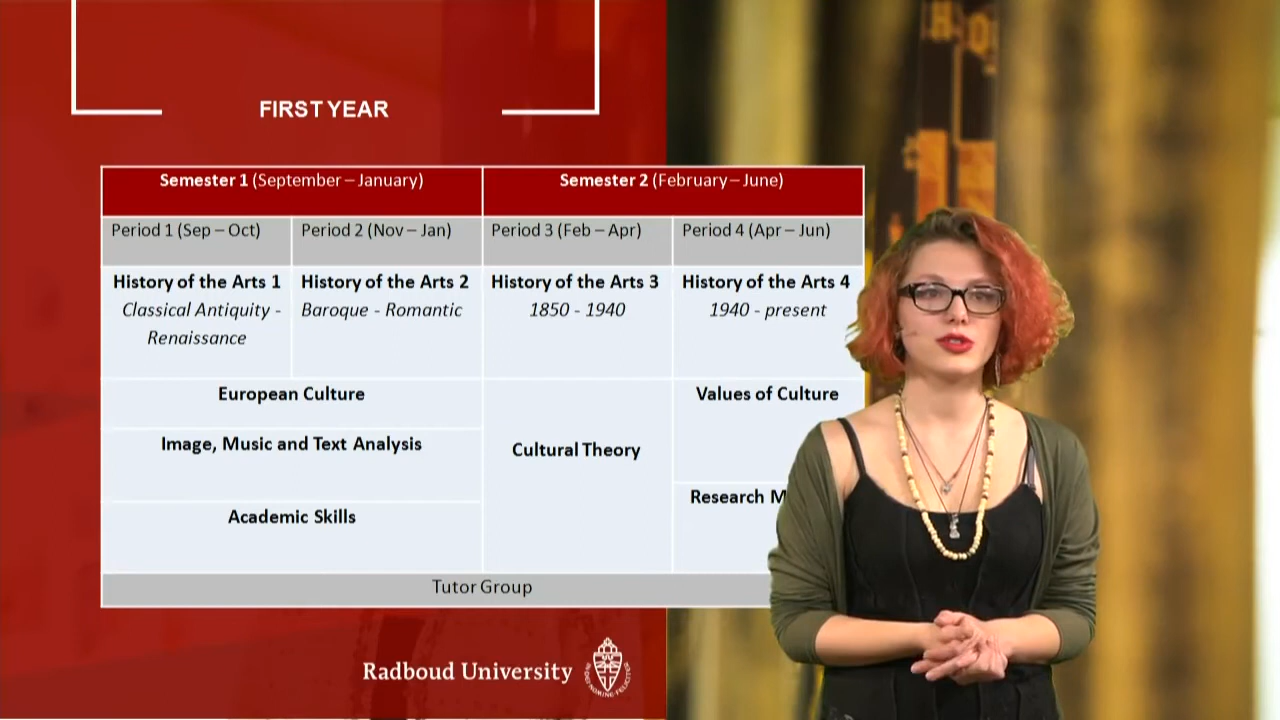 FIRST YEAR
Semester 1 (September – January)
Semester 2 (February – June)
Period 1 (Sep – Oct)
Period 2 (Nov – Jan)
Period 3 (Feb – Apr)
Period 4 (Apr – Jun)
History of the Arts 1
Classical Antiquity -
Renaissance
History of the Arts 2
Baroque - Romantic
History of the Arts 3
1850 - 1940
History of the Arts 4
1940 - present
European Culture
Image, Music and Text Analysis
Academic Skills
Cultural Theory
Values of Culture
Research M
Tutor Group
Radboud University